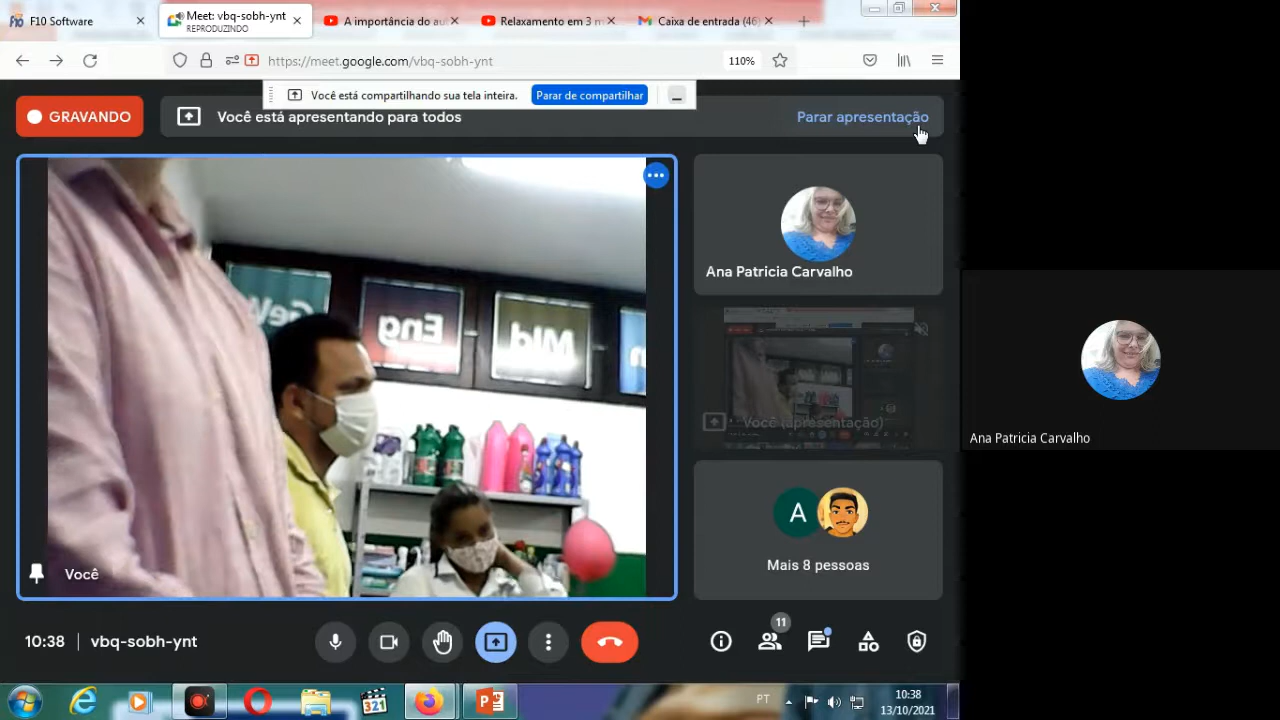 F10 Software
Meet: vbq-sobh-ynt
REPRODUZINDO
A importância do au
Relaxamento em 3 m
Caixa de entrada (46)
https://meet.google.com/vbq-sobh-ynt
110%
Você está compartilhando sua tela inteira.
Parar de compartilhar
GRAVANDO
Você está apresentando para todos
Parar apresentação
Ana Patricia Carvalho
Eng
Mld
Você (apresentação)
Ana Patricia Carvalho
A
Mais 8 pessoas
Você
10:38
vbq-sobh-ynt
11
321
PT
10:38
13/10/2021